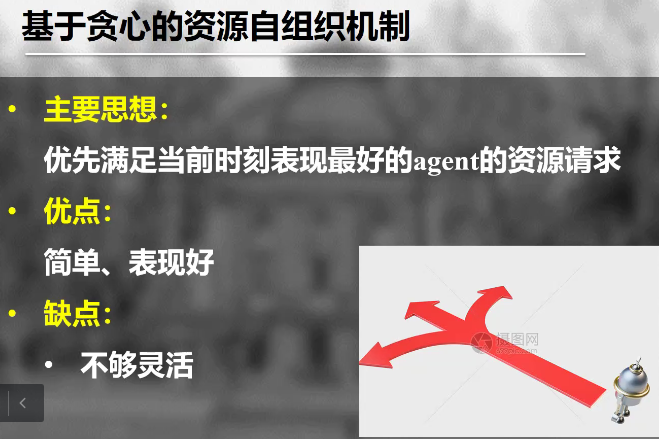 基于贪心的资源自组织机制
• 主要思想：
优先满足当前时刻表现最好的agent的资源请求
• 优点：
简单、表现好
• 缺点：
• 不够灵活
摄图网